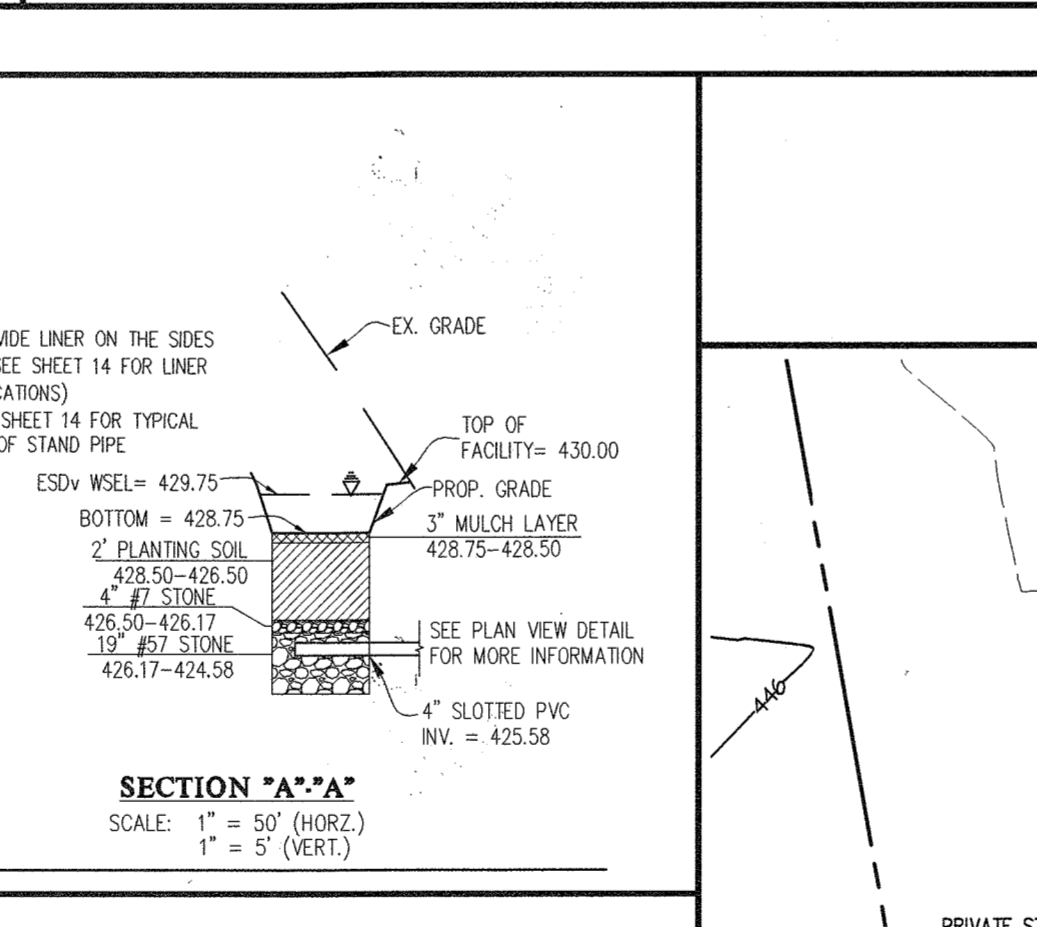 EX. GRADE
VIDE LINER ON THE SIDES
SEE SHEET 14 FOR LINER
CATIONS)
SHEET 14 FOR TYPICAL
OF STAND PIPE
TOP OF
FACILITY= 430.00
ESDv WSEL= 429.75
PROP. GRADE
BOTTOM = 428.75
3" MULCH LAYER
428.75-428.50
2' PLANTING SOIL
428.50-426.50
4" #7 STONE
426.50-426.17
19" #57 STONE
426.17-424.58
SEE PLAN VIEW DETAIL
FOR MORE INFORMATION
4" SLOTTED PVC
INV. = 425.58
SECTION "A"-"A"
SCALE: 1" = 50' (HORZ.)
1" = 5' (VERT.)
446
PRIVATE